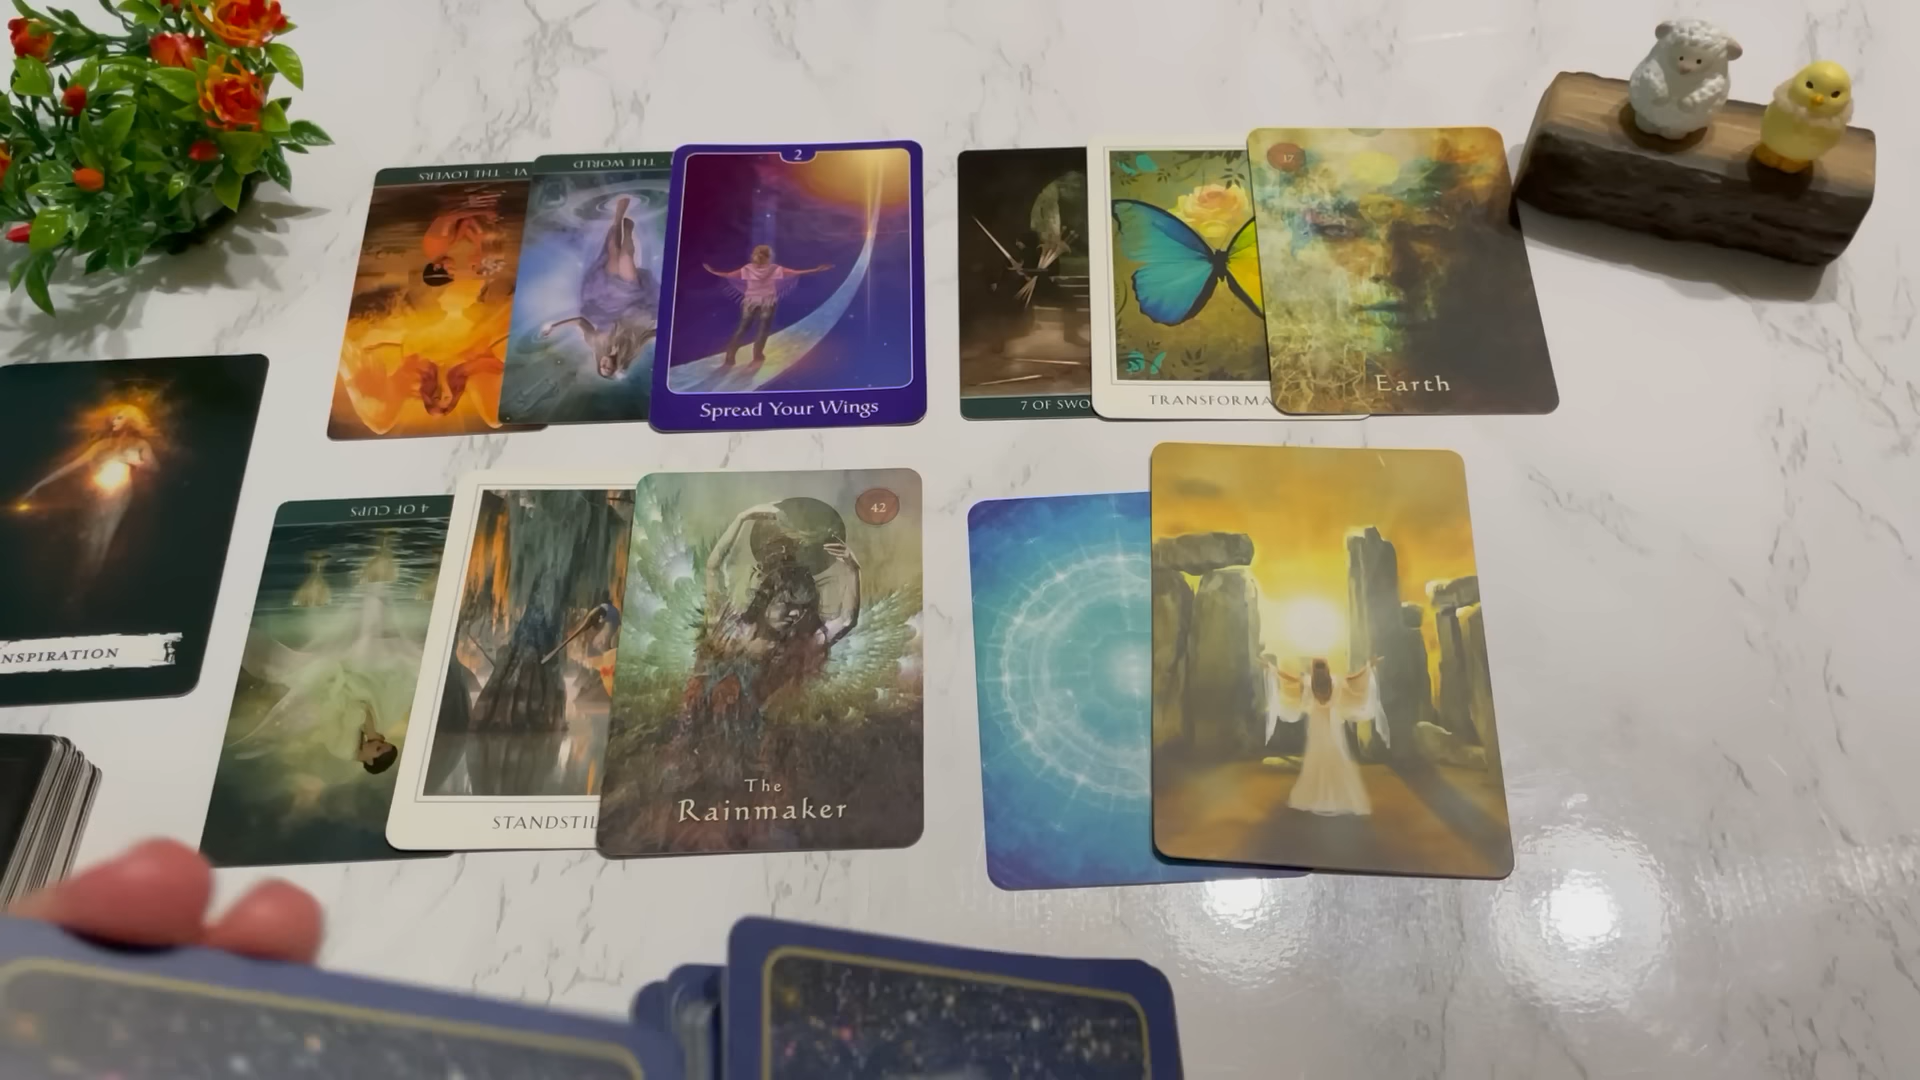 VI · THE LOVERS
THE WORLD
2
Spread Your Wings
7 OF SWO
TRANSFORMA
17
Earth
NSPIRATION
4 OF CUPS
STANDSTIL
42
The
Rainmaker